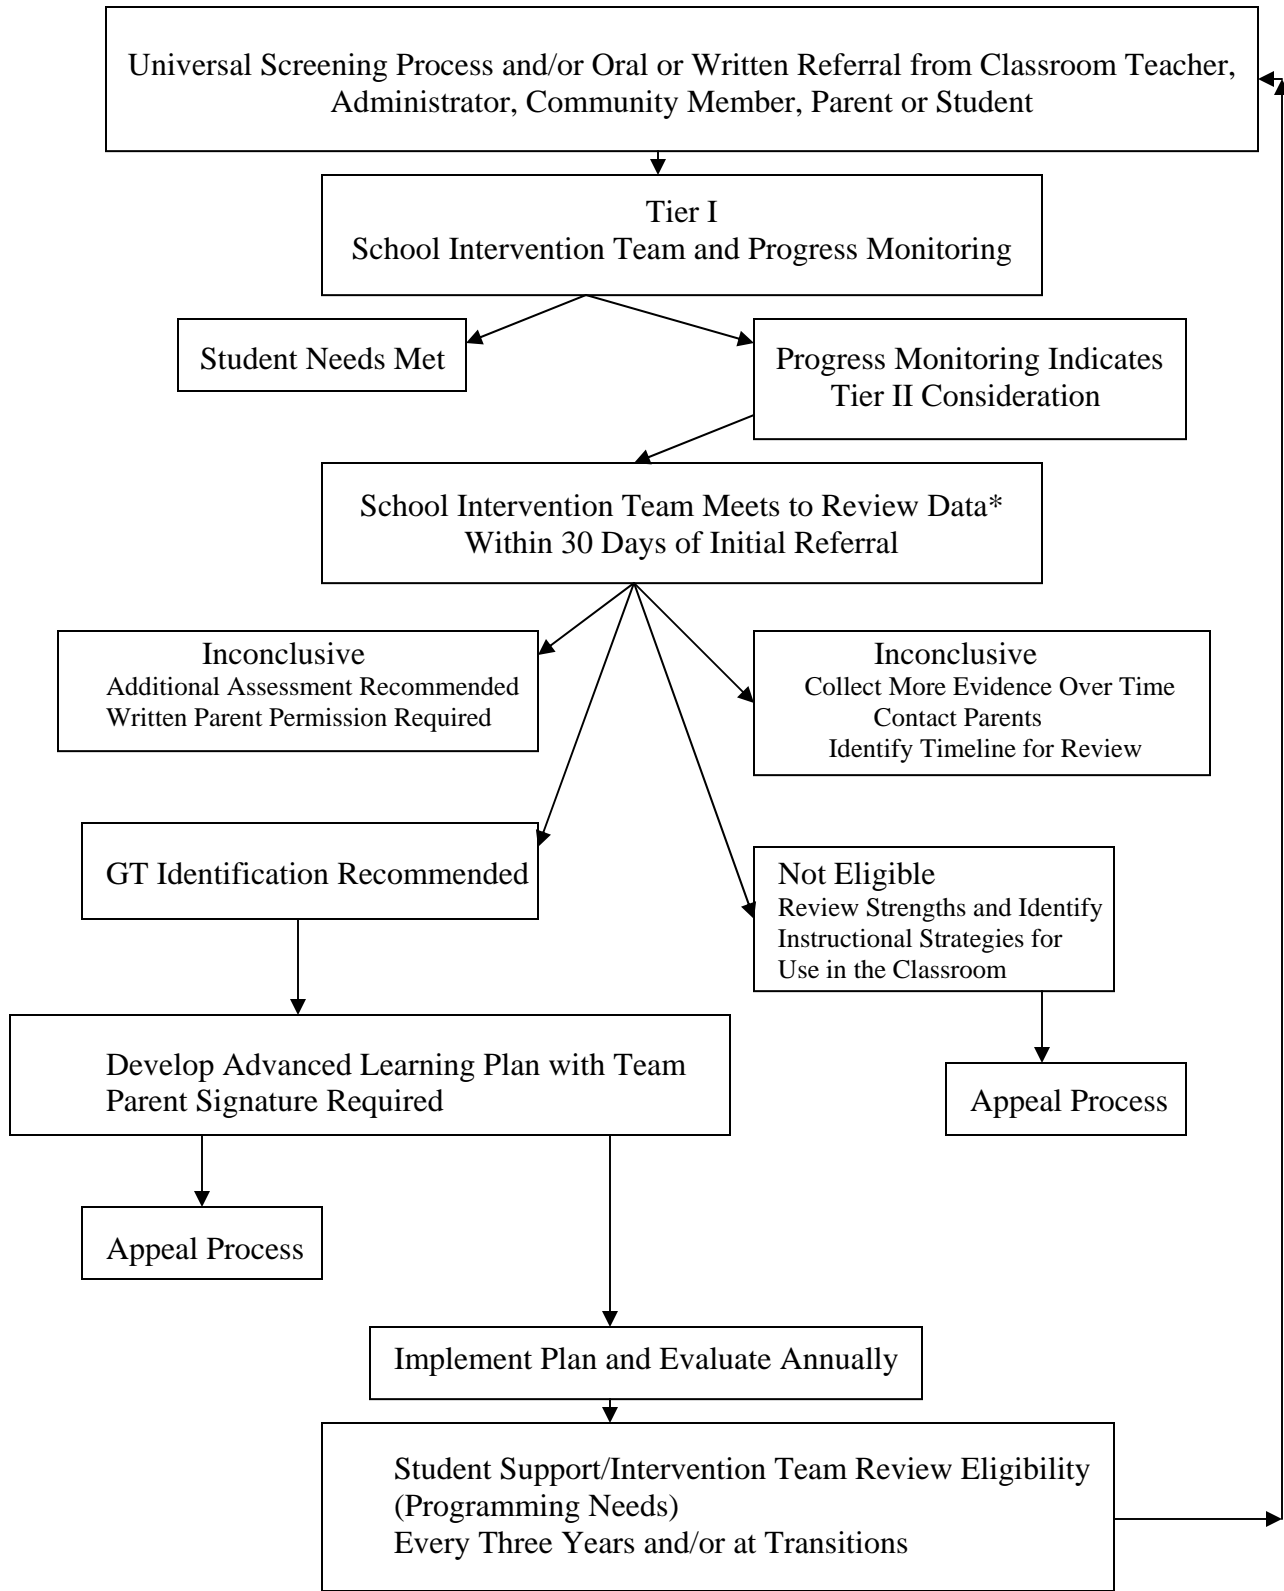 Universal Screening Process and/or Oral or Written Referral from Classroom Teacher,
Administrator, Community Member, Parent or Student
Tier I
School Intervention Team and Progress Monitoring
Student Needs Met
Progress Monitoring Indicates
Tier II Consideration
School Intervention Team Meets to Review Data*
Within 30 Days of Initial Referral
Inconclusive
Additional Assessment Recommended
Written Parent Permission Required
Inconclusive
Collect More Evidence Over Time
Contact Parents
Identify Timeline for Review
GT Identification Recommended
Not Eligible
Review Strengths and Identify
Instructional Strategies for
Use in the Classroom
Develop Advanced Learning Plan with Team
Parent Signature Required
Appeal Process
Appeal Process
Implement Plan and Evaluate Annually
Student Support/Intervention Team Review Eligibility
(Programming Needs)
Every Three Years and/or at Transitions